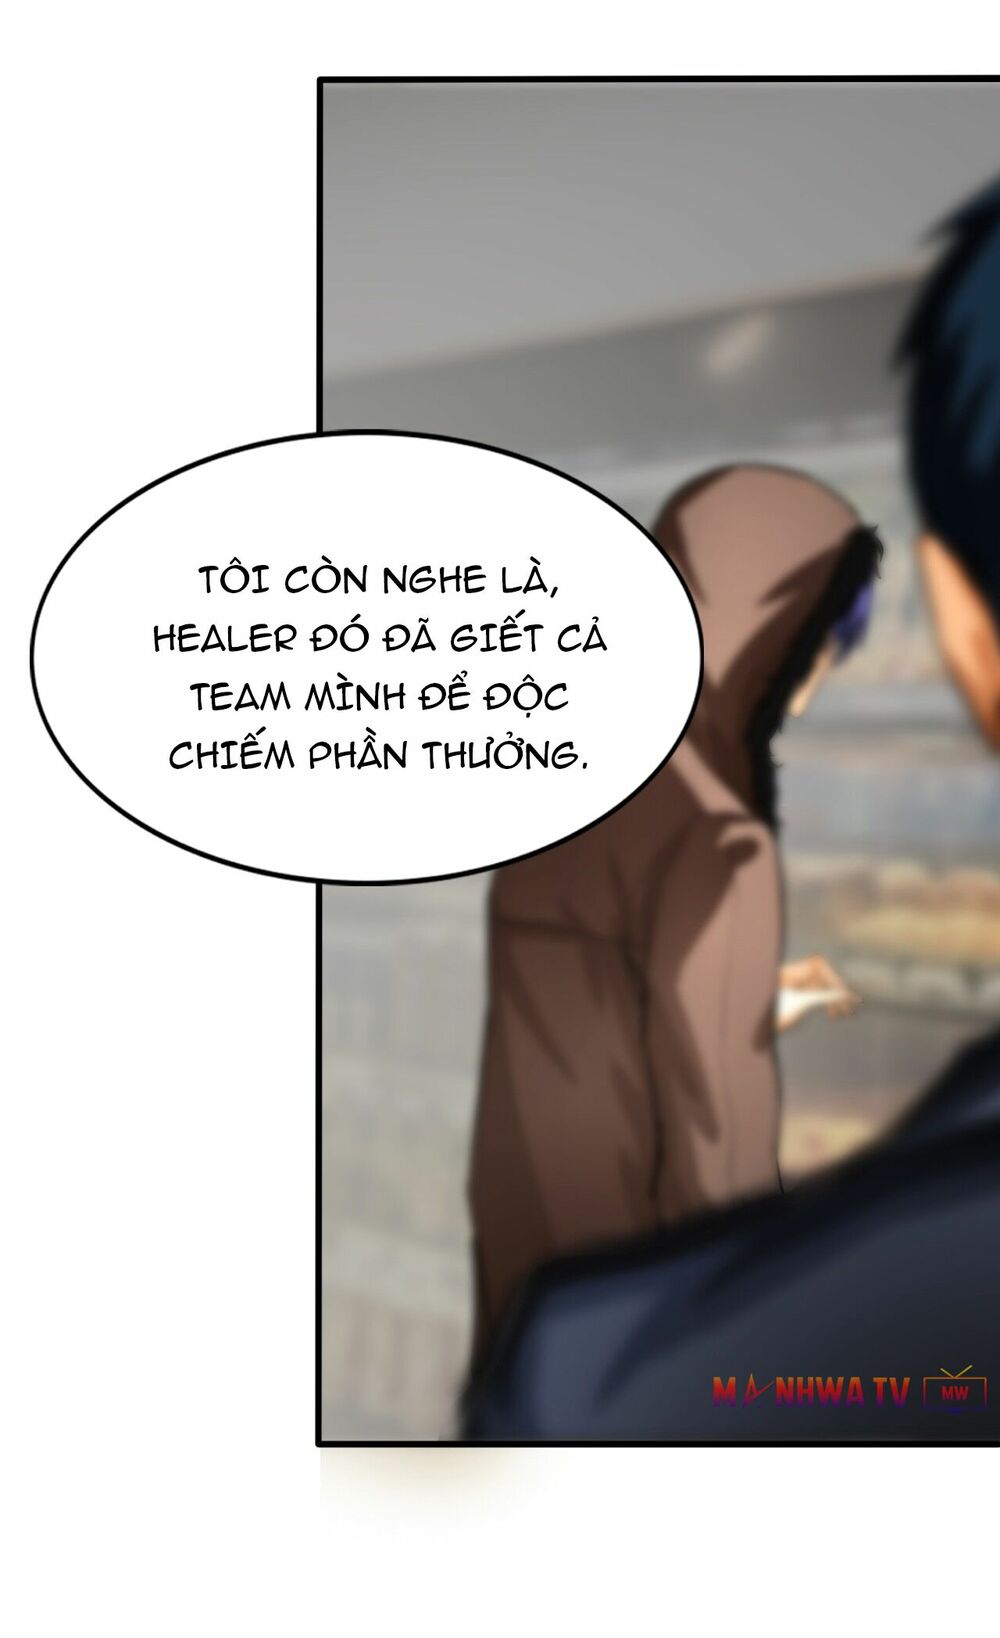 TÔI CÒN NGHE LÀ,
HEALER ĐÓ ĐÃ GIẾT CẢ
TEAM MÌNH ĐỂ ĐỘC
CHIẾM PHẦN THƯỞNG.
MANHWA TV
MW